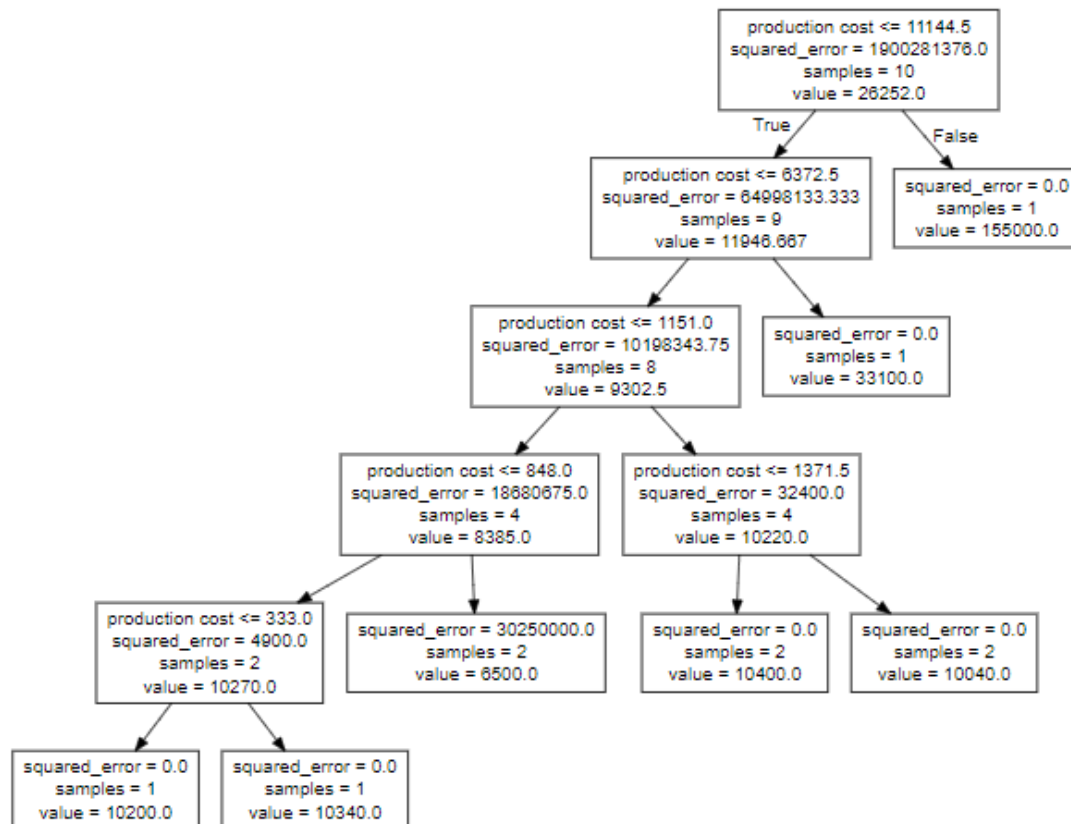 production cost <= 11144.5
squared_error = 1900281376.0
samples = 10
value = 26252.0
True
False
production cost <= 6372.5
squared_error = 64998133.333
samples = 9
value = 11946.667
squared_error = 0.0
samples = 1
value = 155000.0
production cost <= 1151.0
squared_error = 10198343.75
samples = 8
value = 9302.5
squared_error = 0.0
samples = 1
value = 33100.0
production cost <= 848.0
squared_error = 18680675.0
samples = 4
value = 8385.0
production cost <= 1371.5
squared_error = 32400.0
samples = 4
value = 10220.0
production cost <= 333.0
squared_error = 4900.0
samples = 2
value = 10270.0
squared_error = 30250000.0
samples = 2
value = 6500.0
squared_error = 0.0
samples = 2
value = 10400.0
squared_error = 0.0
samples = 2
value = 10040.0
squared_error = 0.0
samples = 1
value = 10200.0
squared_error = 0.0
samples = 1
value = 10340.0